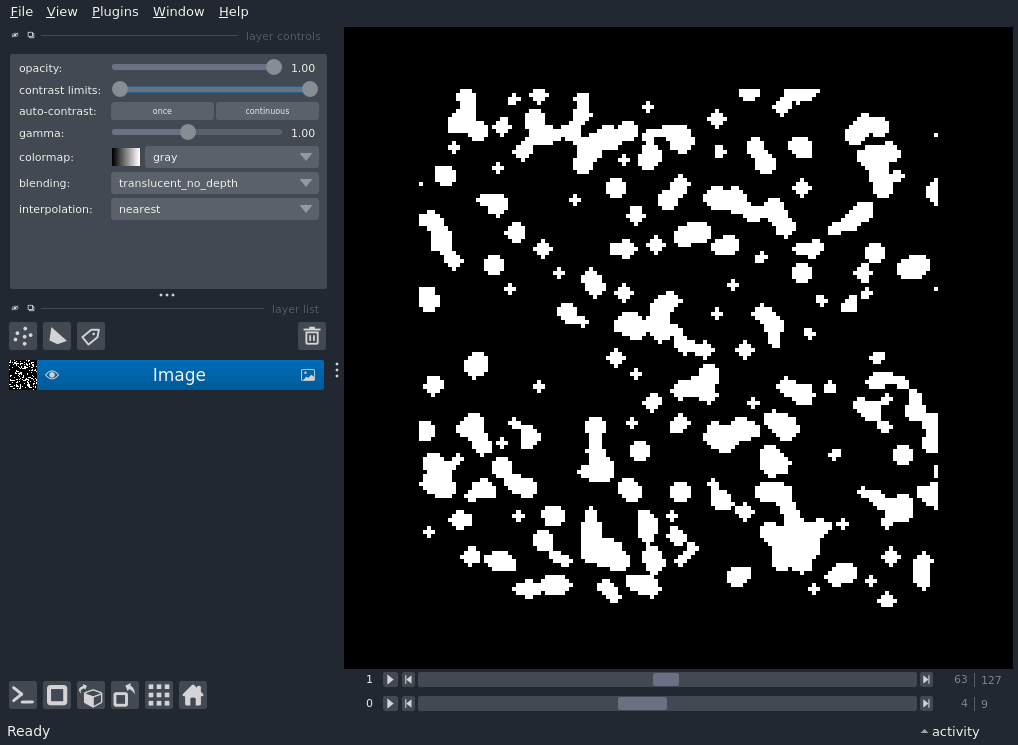 File View Plugins Window Help
layer controls
opacity: 1.00
contrast limits:
auto-contrast: once continuous
gamma: 1.00
colormap: gray
blending: translucent_no_depth
interpolation: nearest
layer list
Image
1 63 127
0 4 9
Ready activity